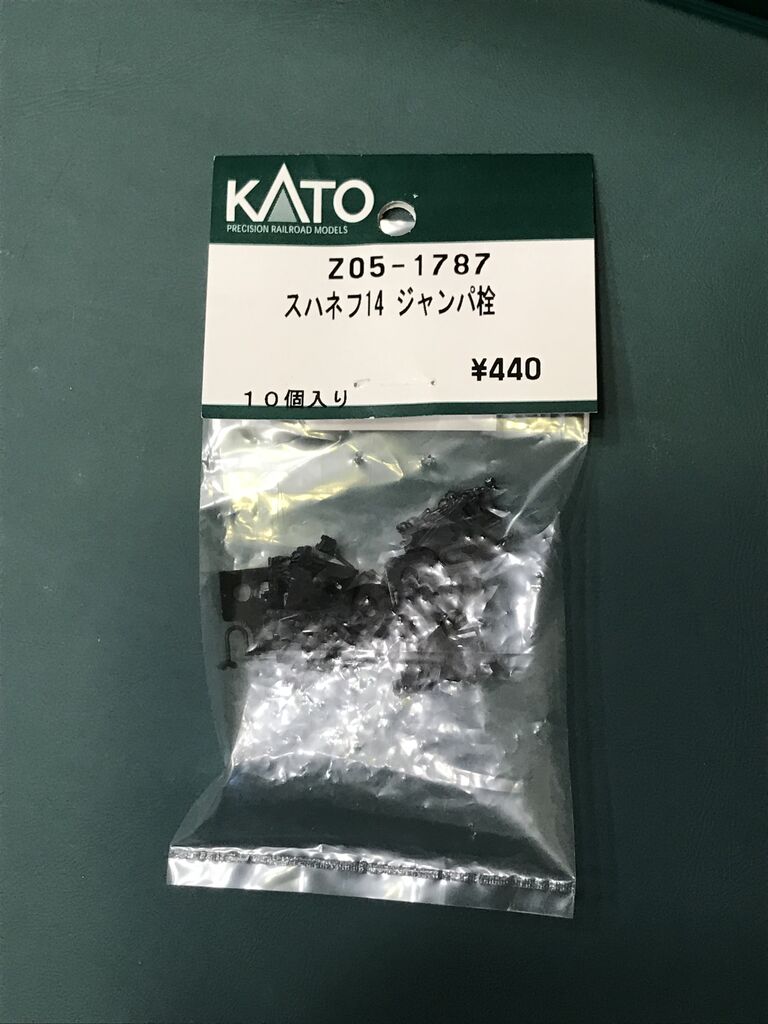 KATO
PRECISION RAILROAD MODELS
Z05-1787
スハネフ14 ジャンパ栓
¥440
10個入り